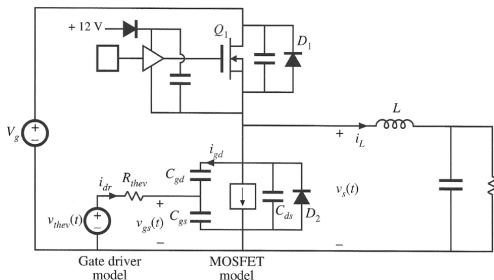 + 12 V
Q1
D1
Vg
+
−
L
iL
+
igd
idr
Rthev
Cgd
+
vgs(t)
Cgs
Cds
D2
vs(t)
vthev(t)
+
−
−
−
Gate driver
model
MOSFET
model